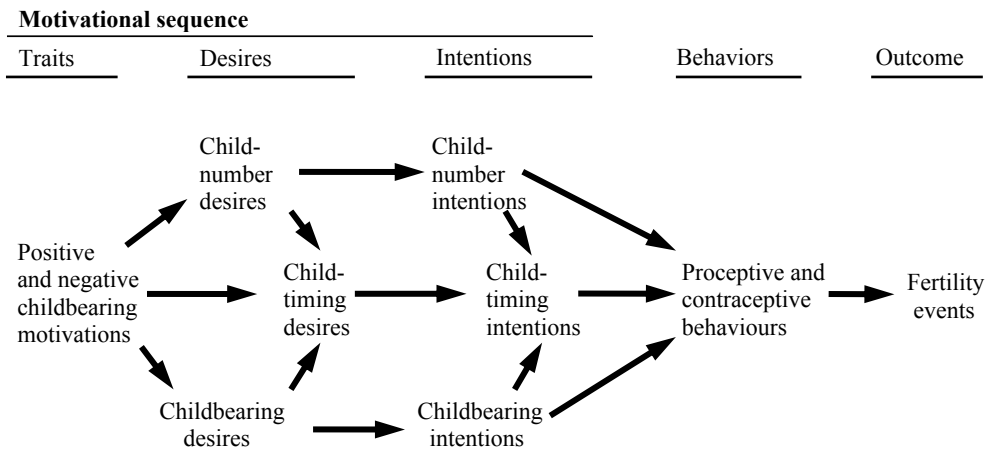 Motivational sequence
Traits
Desires
Intentions
Behaviors
Outcome
Child-
number
desires
Child-
number
intentions
Positive
and negative
childbearing
motivations
Child-
timing
desires
Child-
timing
intentions
Proceptive and
contraceptive
behaviours
Fertility
events
Childbearing
desires
Childbearing
intentions